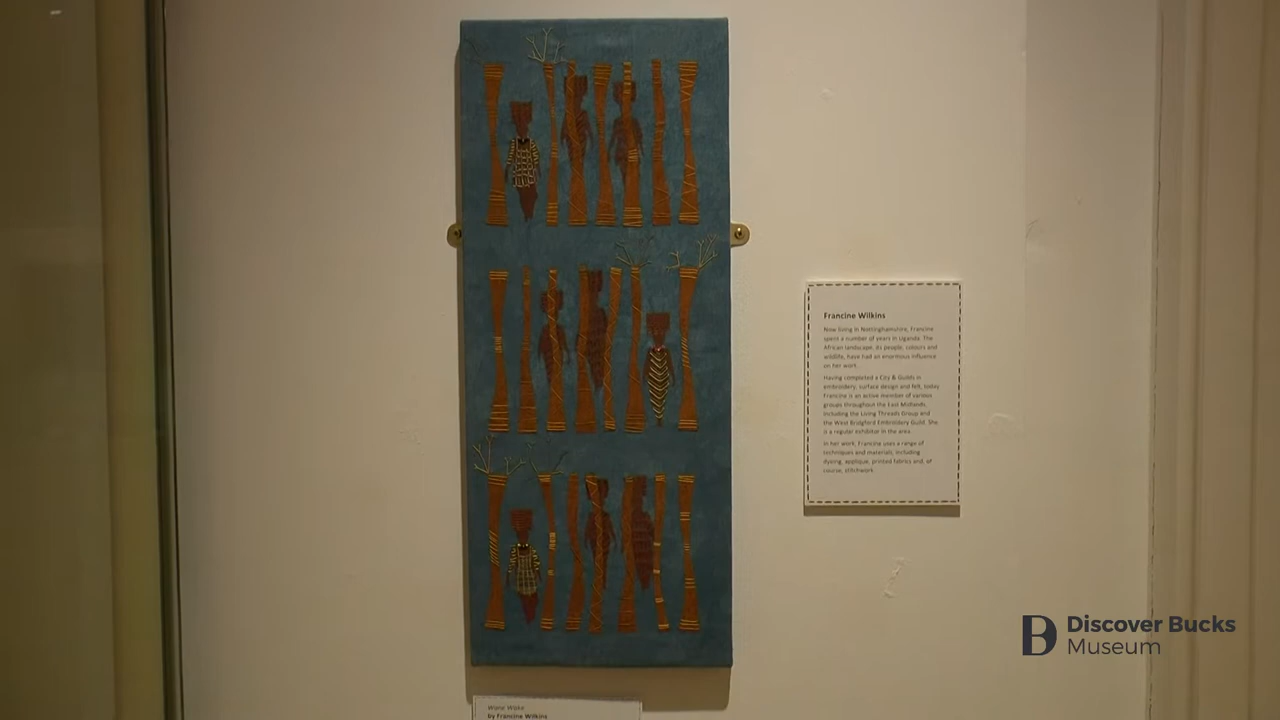 Francine Wilkins
Now living in Nottinghamshire, Francine
spent a number of years in Uganda. The
African landscape, its people, colours and
wildlife, have had an enormous influence
on her work.
Having completed a City & Guilds in
embroidery, surface design and felt, today
Francine is an active member of various
groups throughout the East Midlands,
including the Living Threads Group and
the West Bridgford Embroidery Guild. She
is a regular exhibitor in the area.
In her work, Francine uses a range of
techniques and materials, including
dyeing, applique, printed fabrics and, of
course, stitchwork.
Discover Bucks
Museum
by Francine Wilkins